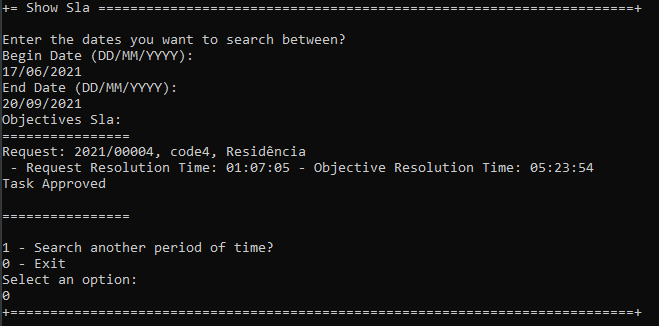 += Show Sla ===================================================================+
Enter the dates you want to search between?
Begin Date (DD/MM/YYYY):
17/06/2021
End Date (DD/MM/YYYY):
20/09/2021
Objectives Sla:
================
Request: 2021/00004, code4, Residência
 - Request Resolution Time: 01:07:05 - Objective Resolution Time: 05:23:54
Task Approved
================
1 - Search another period of time?
0 - Exit
Select an option:
0
+==============================================================================+